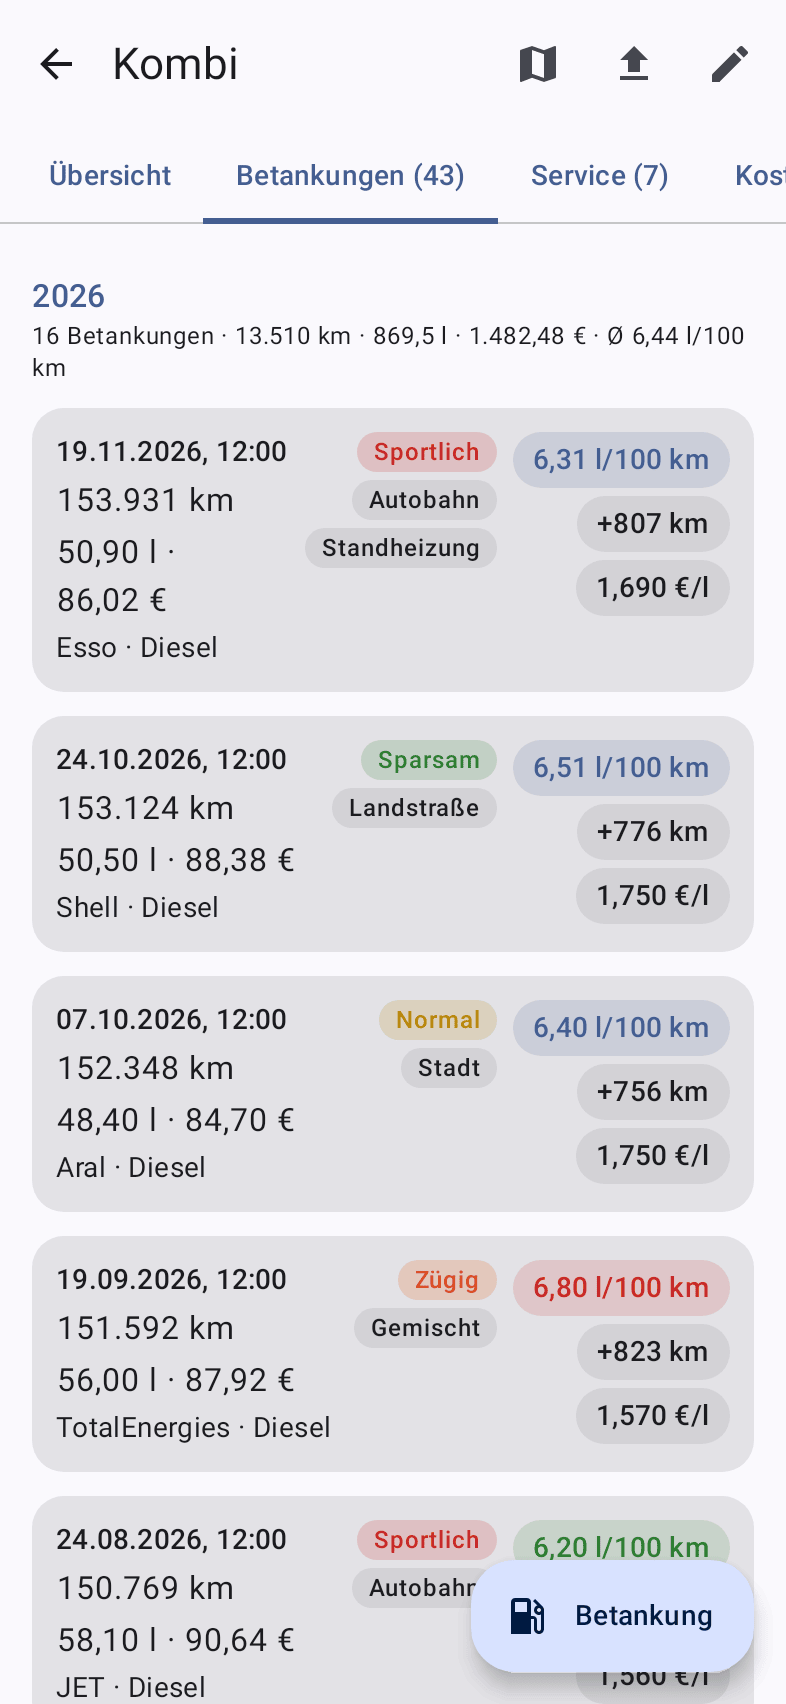 Kombi
Übersicht
Betankungen (43)
Service (7)
Kost
2026
16 Betankungen · 13.510 km · 869,5 l · 1.482,48 € · Ø 6,44 l/100
km
19.11.2026, 12:00
153.931 km
50,90 l ·
86,02 €
Esso · Diesel
Sportlich
Autobahn
Standheizung
6,31 l/100 km
+807 km
1,690 €/l
24.10.2026, 12:00
153.124 km
50,50 l · 88,38 €
Shell · Diesel
Sparsam
Landstraße
6,51 l/100 km
+776 km
1,750 €/l
07.10.2026, 12:00
152.348 km
48,40 l · 84,70 €
Aral · Diesel
Normal
Stadt
6,40 l/100 km
+756 km
1,750 €/l
19.09.2026, 12:00
151.592 km
56,00 l · 87,92 €
TotalEnergies · Diesel
Zügig
Gemischt
6,80 l/100 km
+823 km
1,570 €/l
24.08.2026, 12:00
150.769 km
58,10 l · 90,64 €
JET · Diesel
Sportlich
Autobahn
6,20 l/100 km
1,560 €/l
Betankung